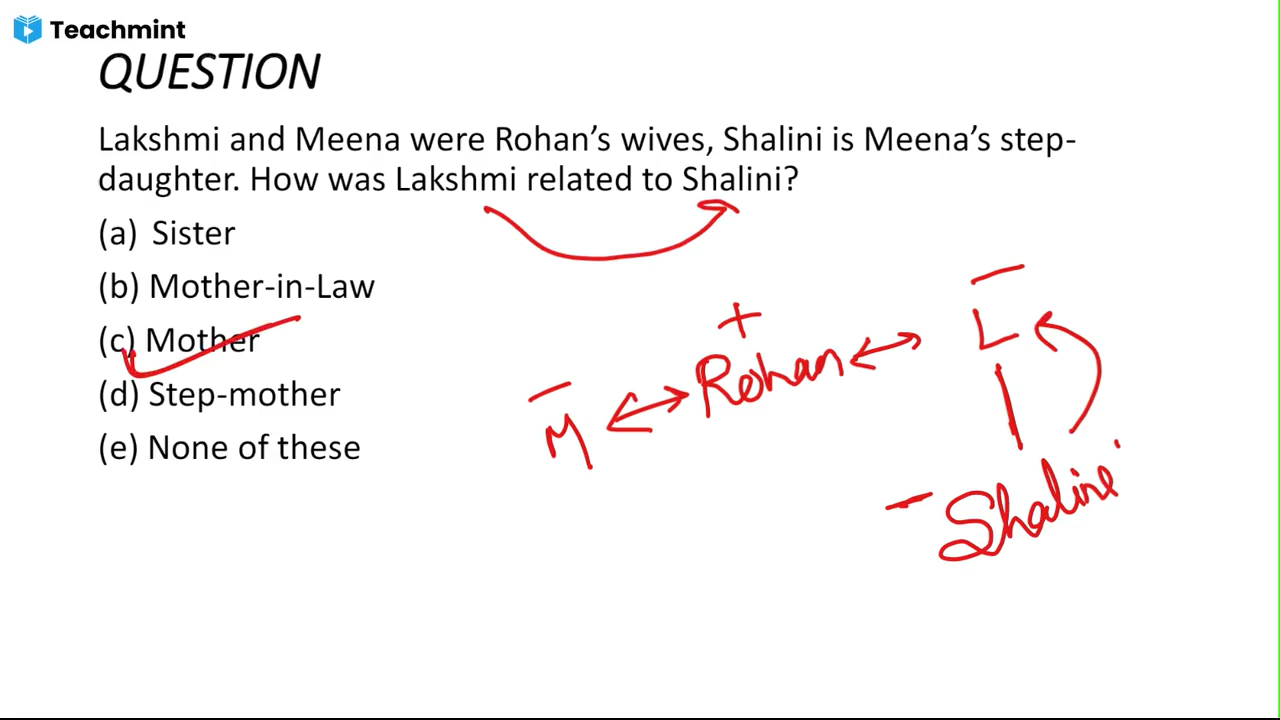 Teachmint
QUESTION
Lakshmi and Meena were Rohan’s wives, Shalini is Meena’s step-
daughter. How was Lakshmi related to Shalini?
(a) Sister
(b) Mother-in-Law
(c) Mother
(d) Step-mother
(e) None of these
+
Rohan
L
M
Shalini